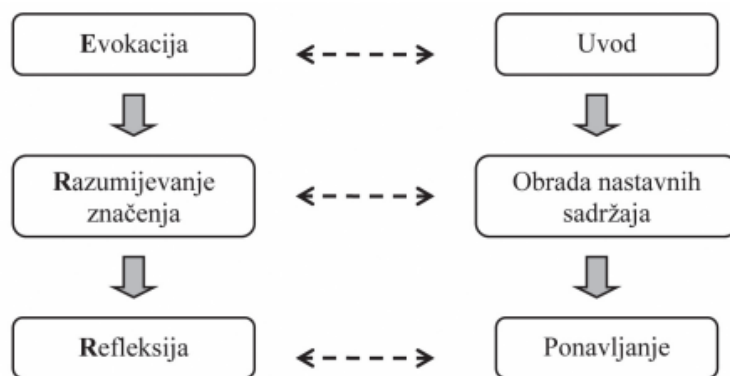 Evokacija
Uvod
Razumijevanje
značenja
Obrada nastavnih
sadržaja
Refleksija
Ponavljanje